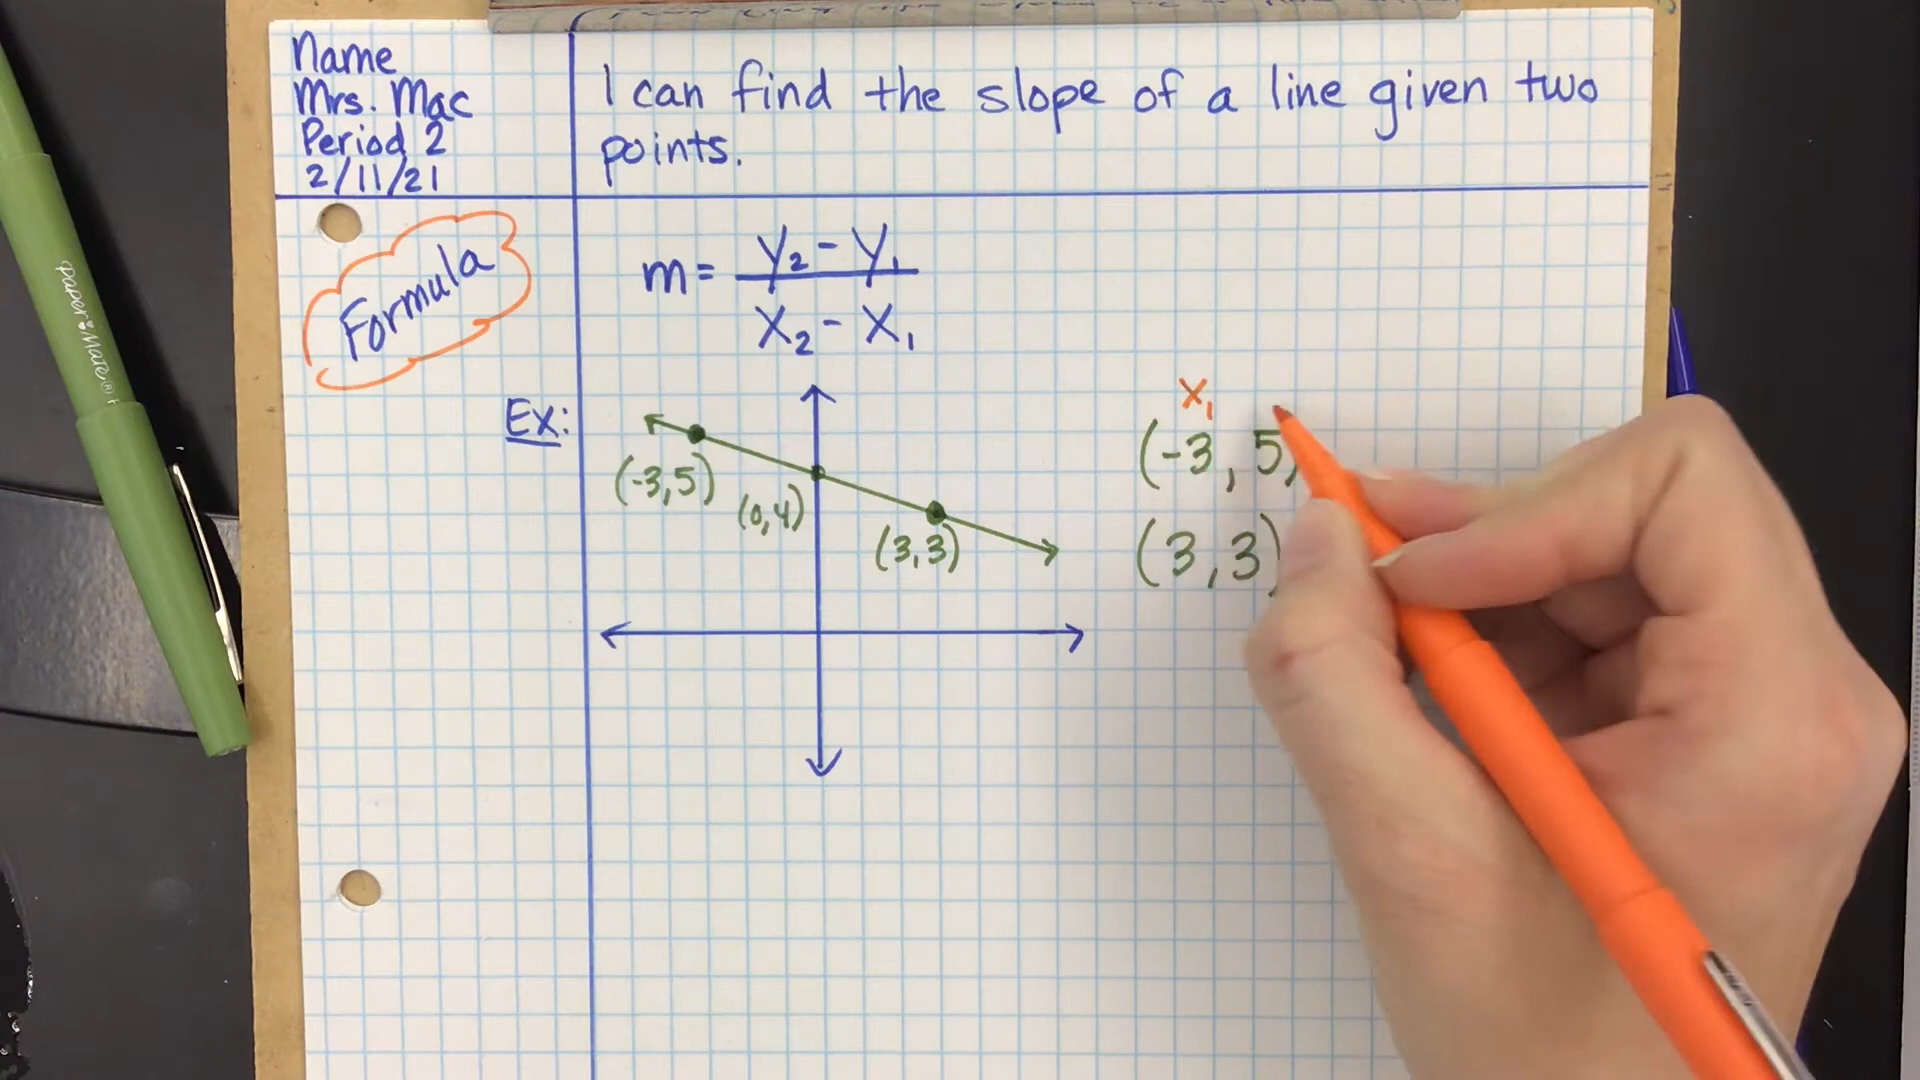 Name
Mrs. Mac
Period 2
2/11/21
I can find the slope of a line given two
points.
Formula
m = y₂ - y₁
x₂ - x₁
Ex:
(-3,5)
(0,4)
(3,3)
x₁
(-3, 5)
(3,3)
paper:mate®